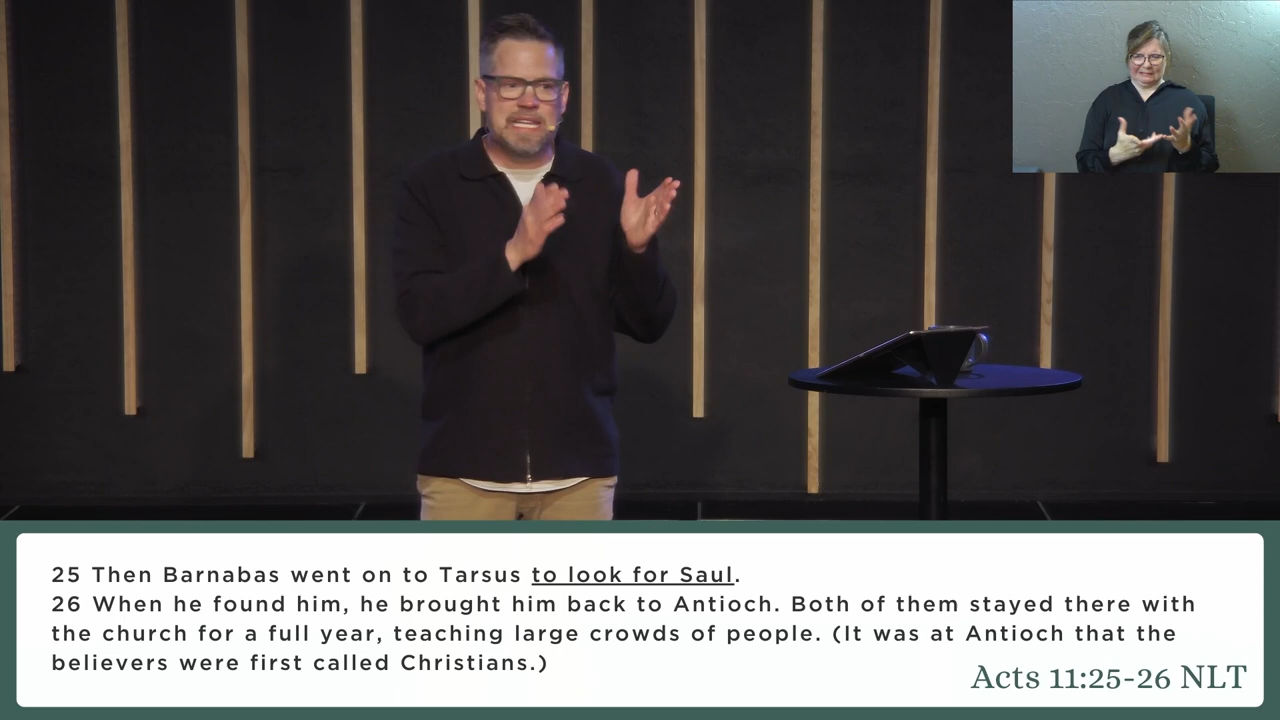 25 Then Barnabas went on to Tarsus to look for Saul.
26 When he found him, he brought him back to Antioch. Both of them stayed there with
the church for a full year, teaching large crowds of people. (It was at Antioch that the
believers were first called Christians.)
Acts 11:25-26 NLT